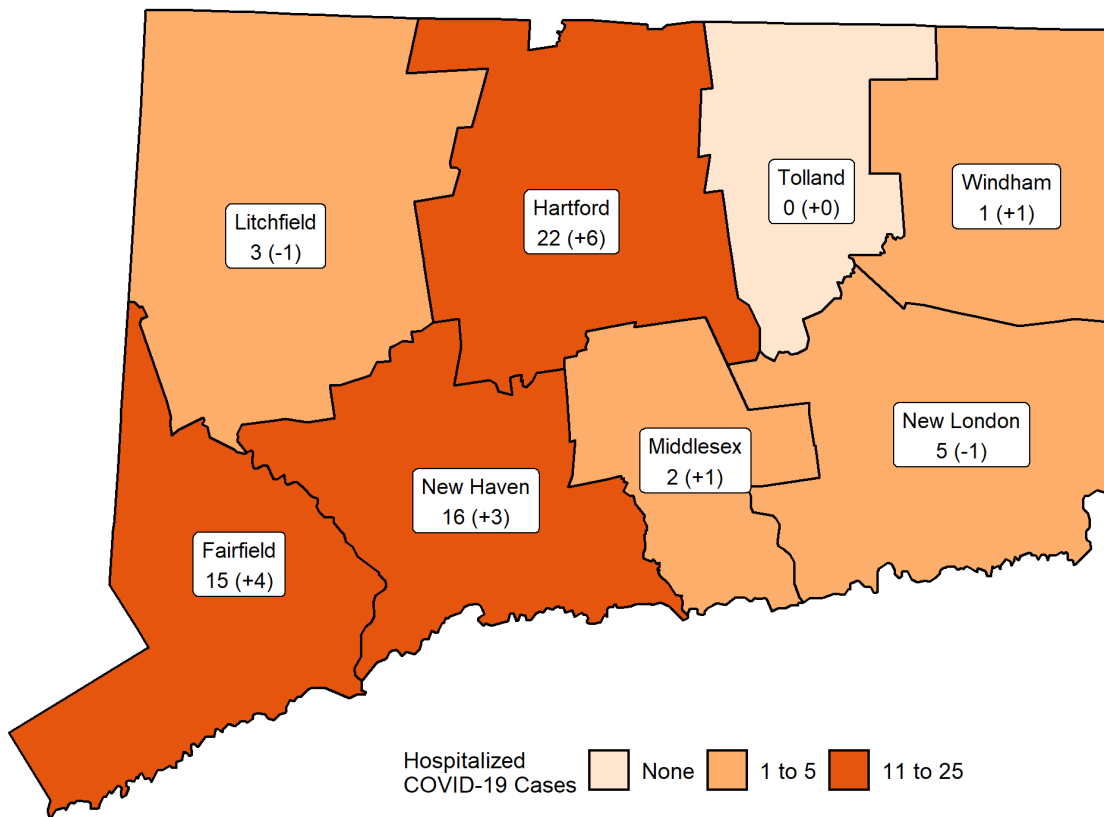 Tolland
0 (+0)
Windham
1 (+1)
Hartford
22 (+6)
Litchfield
3 (-1)
New London
5 (-1)
Middlesex
2 (+1)
New Haven
16 (+3)
Fairfield
15 (+4)
Hospitalized
COVID-19 Cases
None
1 to 5
11 to 25